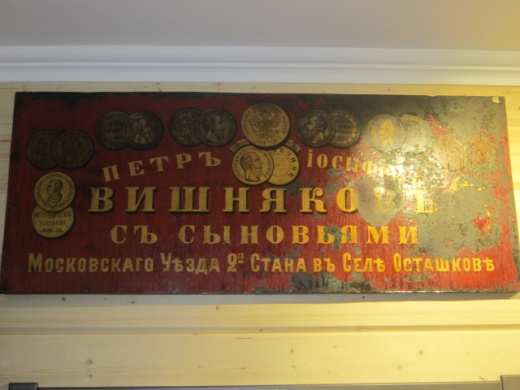 ПЕТРЪ
ВИШНЯКОВЪ
СЪ СЫНОВЬЯМИ
МОСКОВСКАГО УѢЗДА 2го СТАНА ВЪ СЕЛѢ ОСТАШКОВѢ